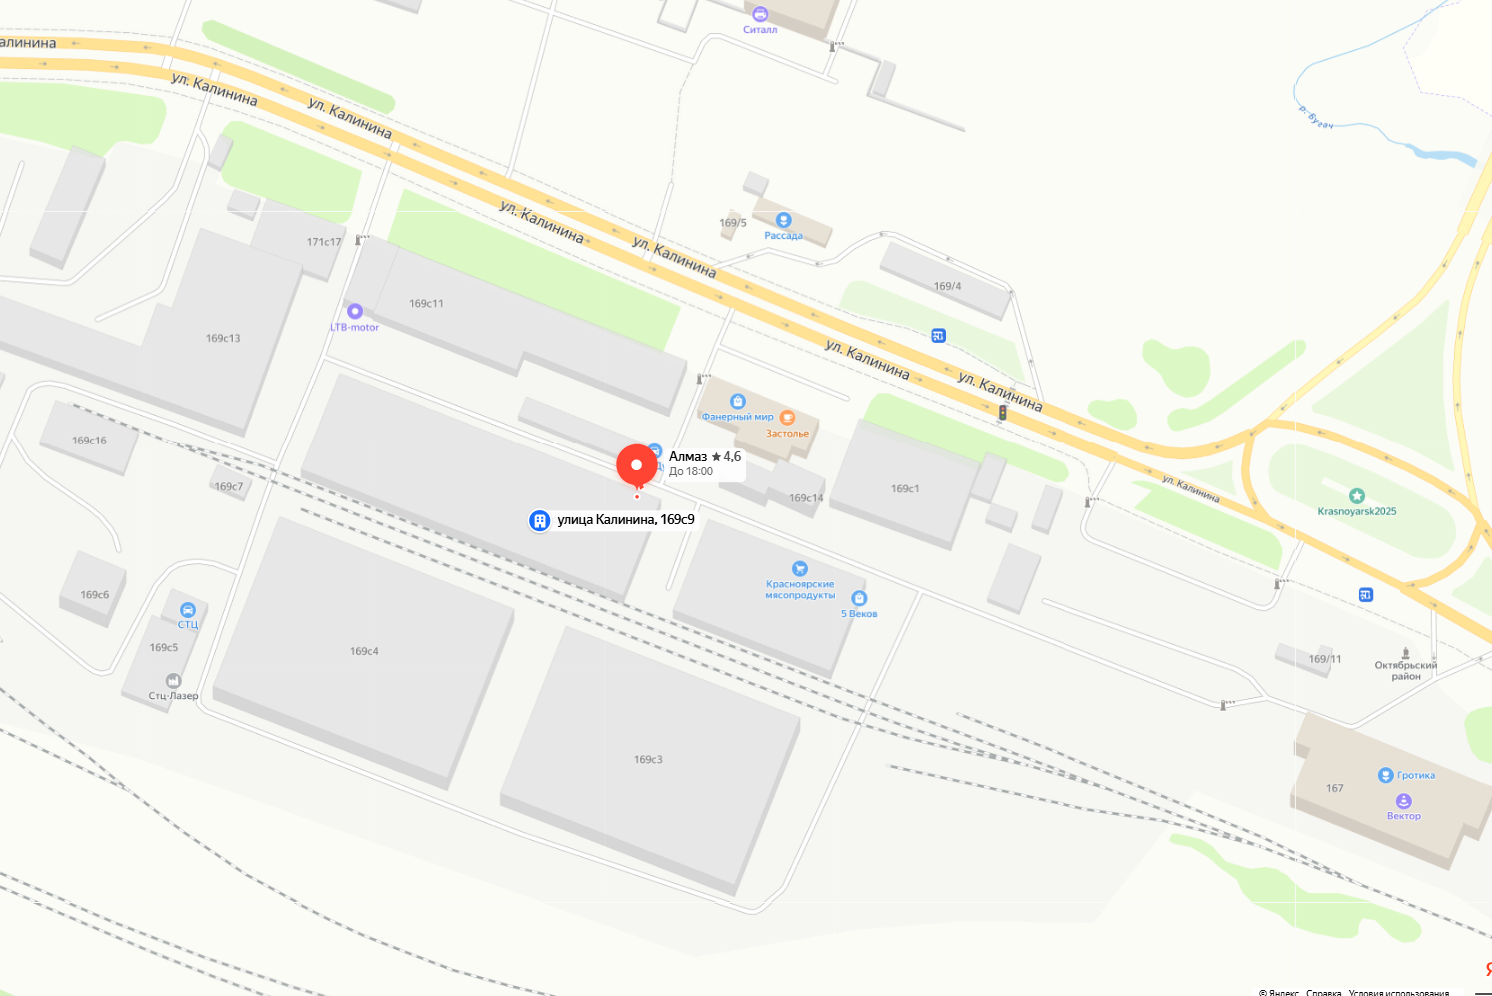 Ситалл
алинина
ул. Калинина
ул. Калинина
р. Бугач
169/5
Рассада
ул. Калинина
171с17
ул. Калинина
169/4
169с11
LTB-motor
169с13
ул. Калинина
ул. Калинина
Фанерный мир
Застолье
169с16
Алмаз ★ 4,6
До 18:00
169с7
169с14
169с1
ул. Калинина
Krasnoyarsk2025
улица Калинина, 169с9
Красноярские
мясопродукты
5 Веков
169с6
СТЦ
169с5
169с4
Стц-Лазер
169/11
Октябрьский
район
169с3
167
Гротика
Вектор
Я
© Яндекс Справка Условия использования